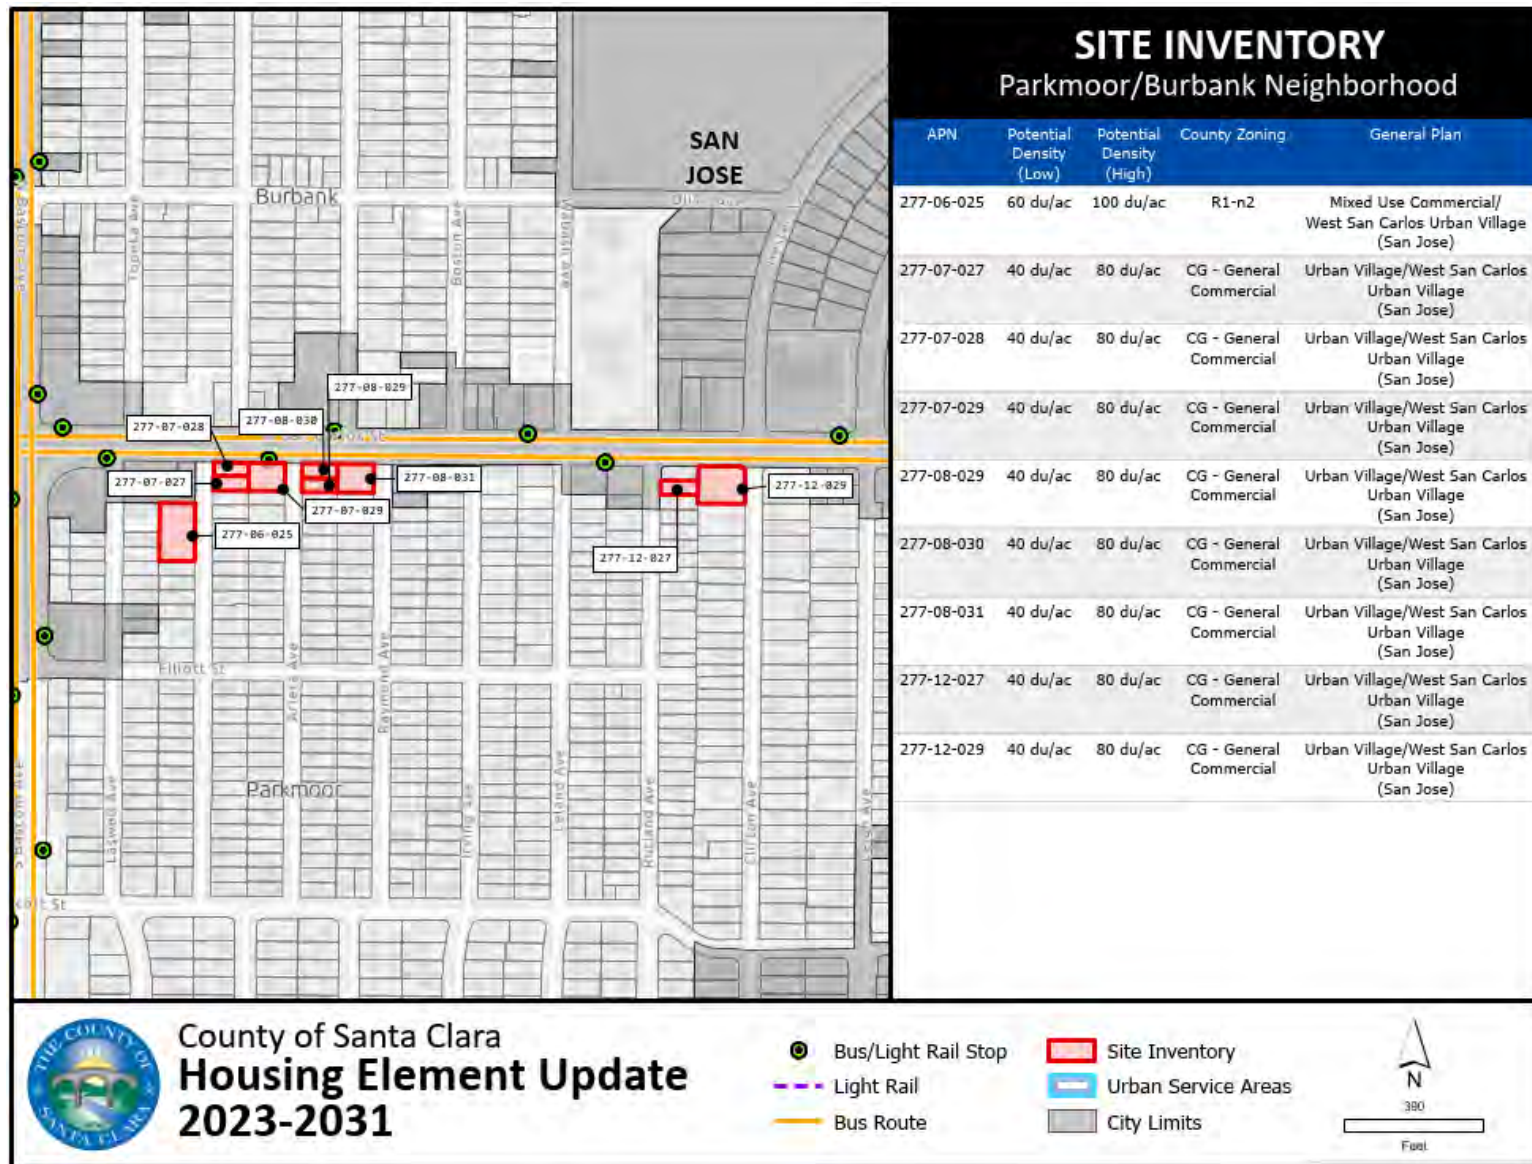 SITE INVENTORY
Parkmoor/Burbank Neighborhood
APN
Potential
Density
(Low)
Potential
Density
(High)
County Zoning
General Plan
277-06-025
60 du/ac
100 du/ac
R1-n2
Mixed Use Commercial/
West San Carlos Urban Village
(San Jose)
277-07-027
40 du/ac
80 du/ac
CG - General
Commercial
Urban Village/West San Carlos
Urban Village
(San Jose)
277-07-028
40 du/ac
80 du/ac
CG - General
Commercial
Urban Village/West San Carlos
Urban Village
(San Jose)
277-07-029
40 du/ac
80 du/ac
CG - General
Commercial
Urban Village/West San Carlos
Urban Village
(San Jose)
277-08-029
40 du/ac
80 du/ac
CG - General
Commercial
Urban Village/West San Carlos
Urban Village
(San Jose)
277-08-030
40 du/ac
80 du/ac
CG - General
Commercial
Urban Village/West San Carlos
Urban Village
(San Jose)
277-08-031
40 du/ac
80 du/ac
CG - General
Commercial
Urban Village/West San Carlos
Urban Village
(San Jose)
277-12-027
40 du/ac
80 du/ac
CG - General
Commercial
Urban Village/West San Carlos
Urban Village
(San Jose)
277-12-029
40 du/ac
80 du/ac
CG - General
Commercial
Urban Village/West San Carlos
Urban Village
(San Jose)
SAN
JOSE
Burbank
Topeka Ave
Boston Ave
Wabash Ave
277-08-029
277-08-030
277-07-028
277-07-027
277-08-031
277-07-029
277-06-025
277-12-029
277-12-027
Elliott St
Arleta Ave
Raymond Ave
Parkmoor
Laswell Ave
Irving Ave
Leland Ave
Rutland Ave
Clifton Ave
Leigh Ave
S Bascom Ave
THE COUNTY OF
SANTA CLARA
County of Santa Clara
Housing Element Update
2023-2031
Bus/Light Rail Stop
Light Rail
Bus Route
Site Inventory
Urban Service Areas
City Limits
N
380
Feet